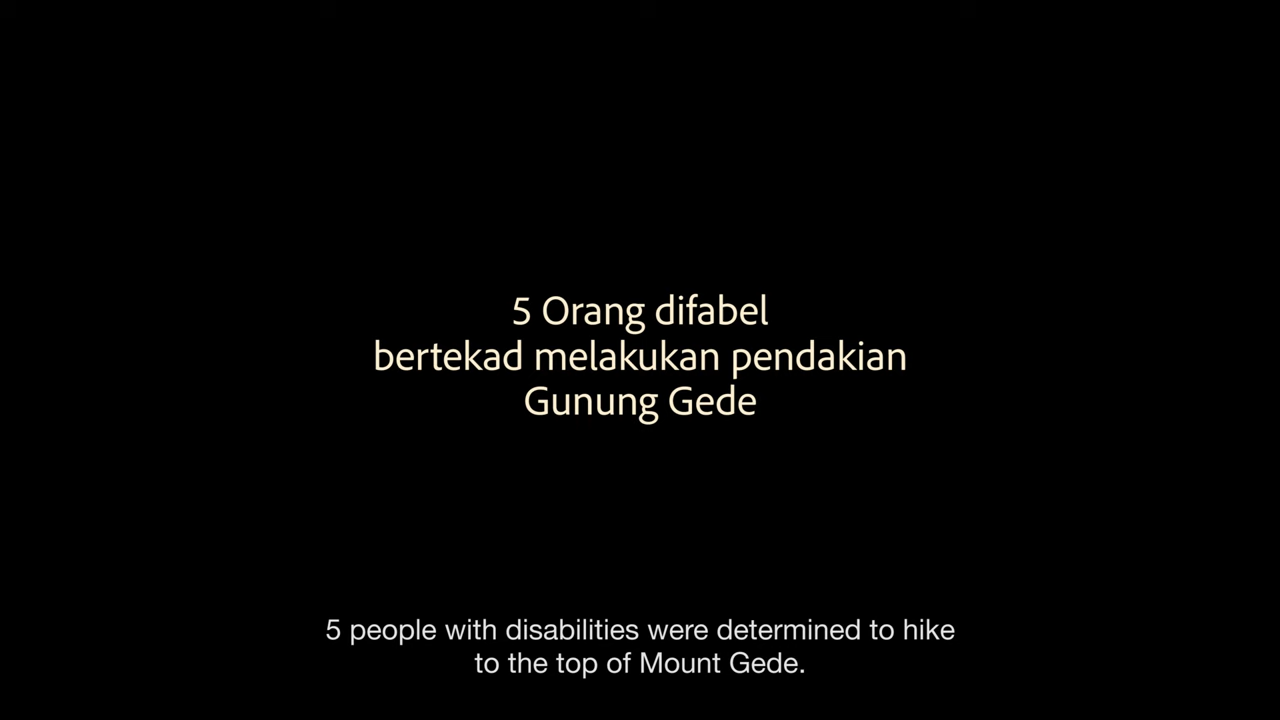 5 Orang difabel
bertekad melakukan pendakian
Gunung Gede
5 people with disabilities were determined to hike
to the top of Mount Gede.